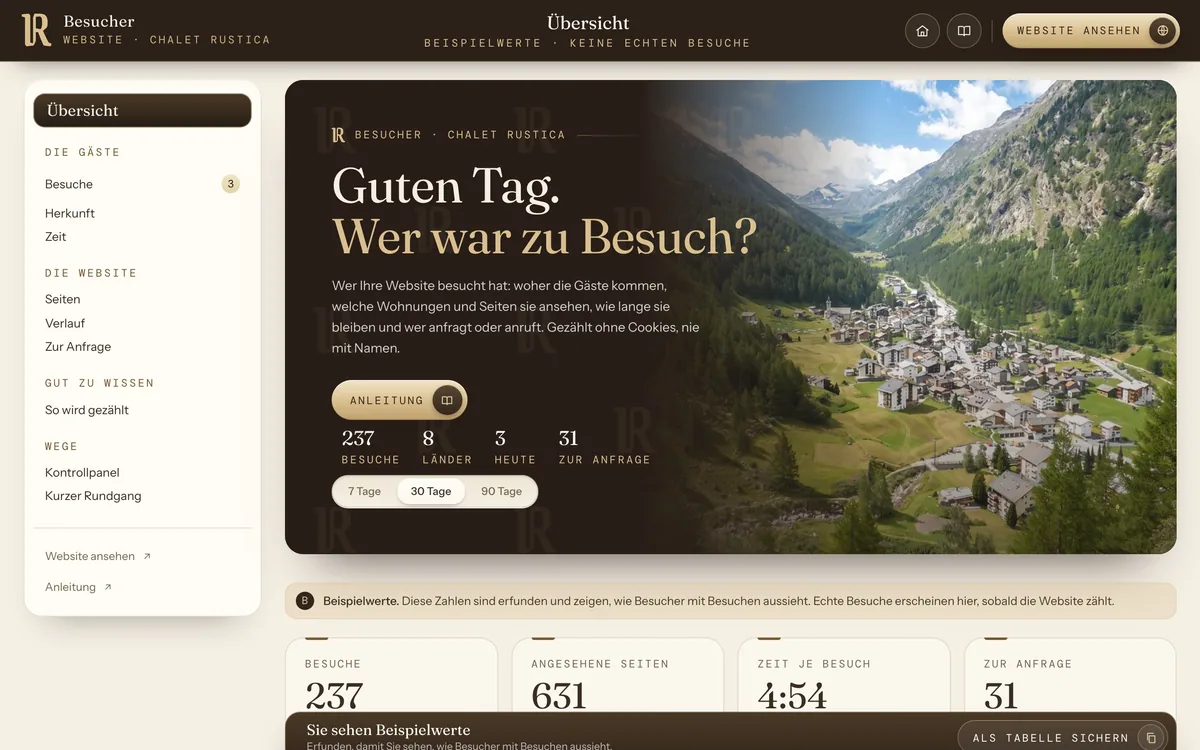 Besucher
WEBSITE · CHALET RUSTICA
Übersicht
BEISPIELWERTE · KEINE ECHTEN BESUCHE
WEBSITE ANSEHEN
Übersicht
DIE GÄSTE
Besuche 3
Herkunft
Zeit
DIE WEBSITE
Seiten
Verlauf
Zur Anfrage
GUT ZU WISSEN
So wird gezählt
WEGE
Kontrollpanel
Kurzer Rundgang
Website ansehen ↗
Anleitung ↗
BESUCHER · CHALET RUSTICA
Guten Tag.
Wer war zu Besuch?
Wer Ihre Website besucht hat: woher die Gäste kommen,
welche Wohnungen und Seiten sie ansehen, wie lange sie
bleiben und wer anfragt oder anruft. Gezählt ohne Cookies, nie
mit Namen.
ANLEITUNG
237 8 3 31
BESUCHE LÄNDER HEUTE ZUR ANFRAGE
7 Tage 30 Tage 90 Tage
B Beispielwerte. Diese Zahlen sind erfunden und zeigen, wie Besucher mit Besuchen aussieht. Echte Besuche erscheinen hier, sobald die Website zählt.
BESUCHE ANGESEHENE SEITEN ZEIT JE BESUCH ZUR ANFRAGE
237 631 4:54 31
Sie sehen Beispielwerte
Erfunden, damit Sie sehen, wie Besucher mit Besuchen aussieht.
ALS TABELLE SICHERN